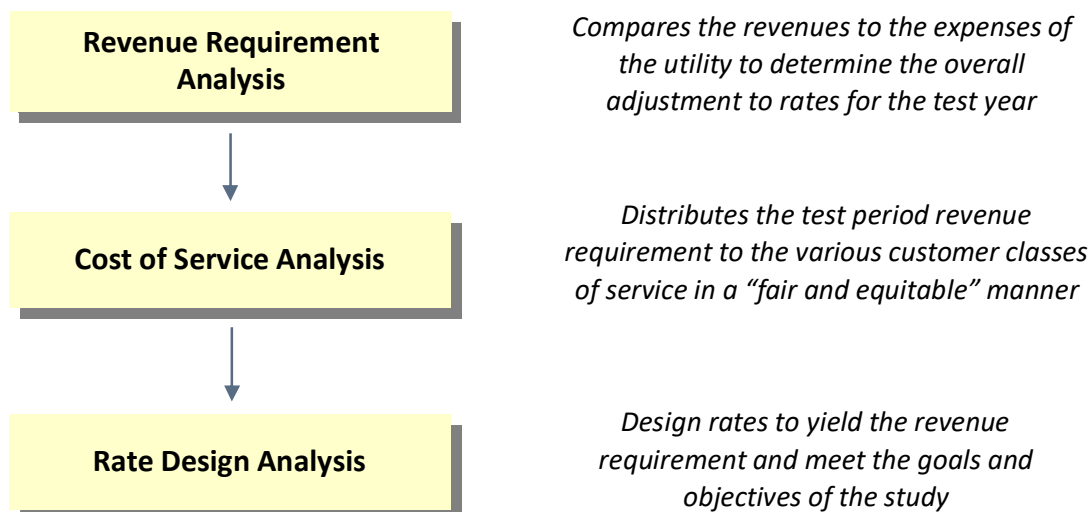 Revenue Requirement
Analysis
Compares the revenues to the expenses of
the utility to determine the overall
adjustment to rates for the test year
Cost of Service Analysis
Distributes the test period revenue
requirement to the various customer classes
of service in a “fair and equitable” manner
Rate Design Analysis
Design rates to yield the revenue
requirement and meet the goals and
objectives of the study